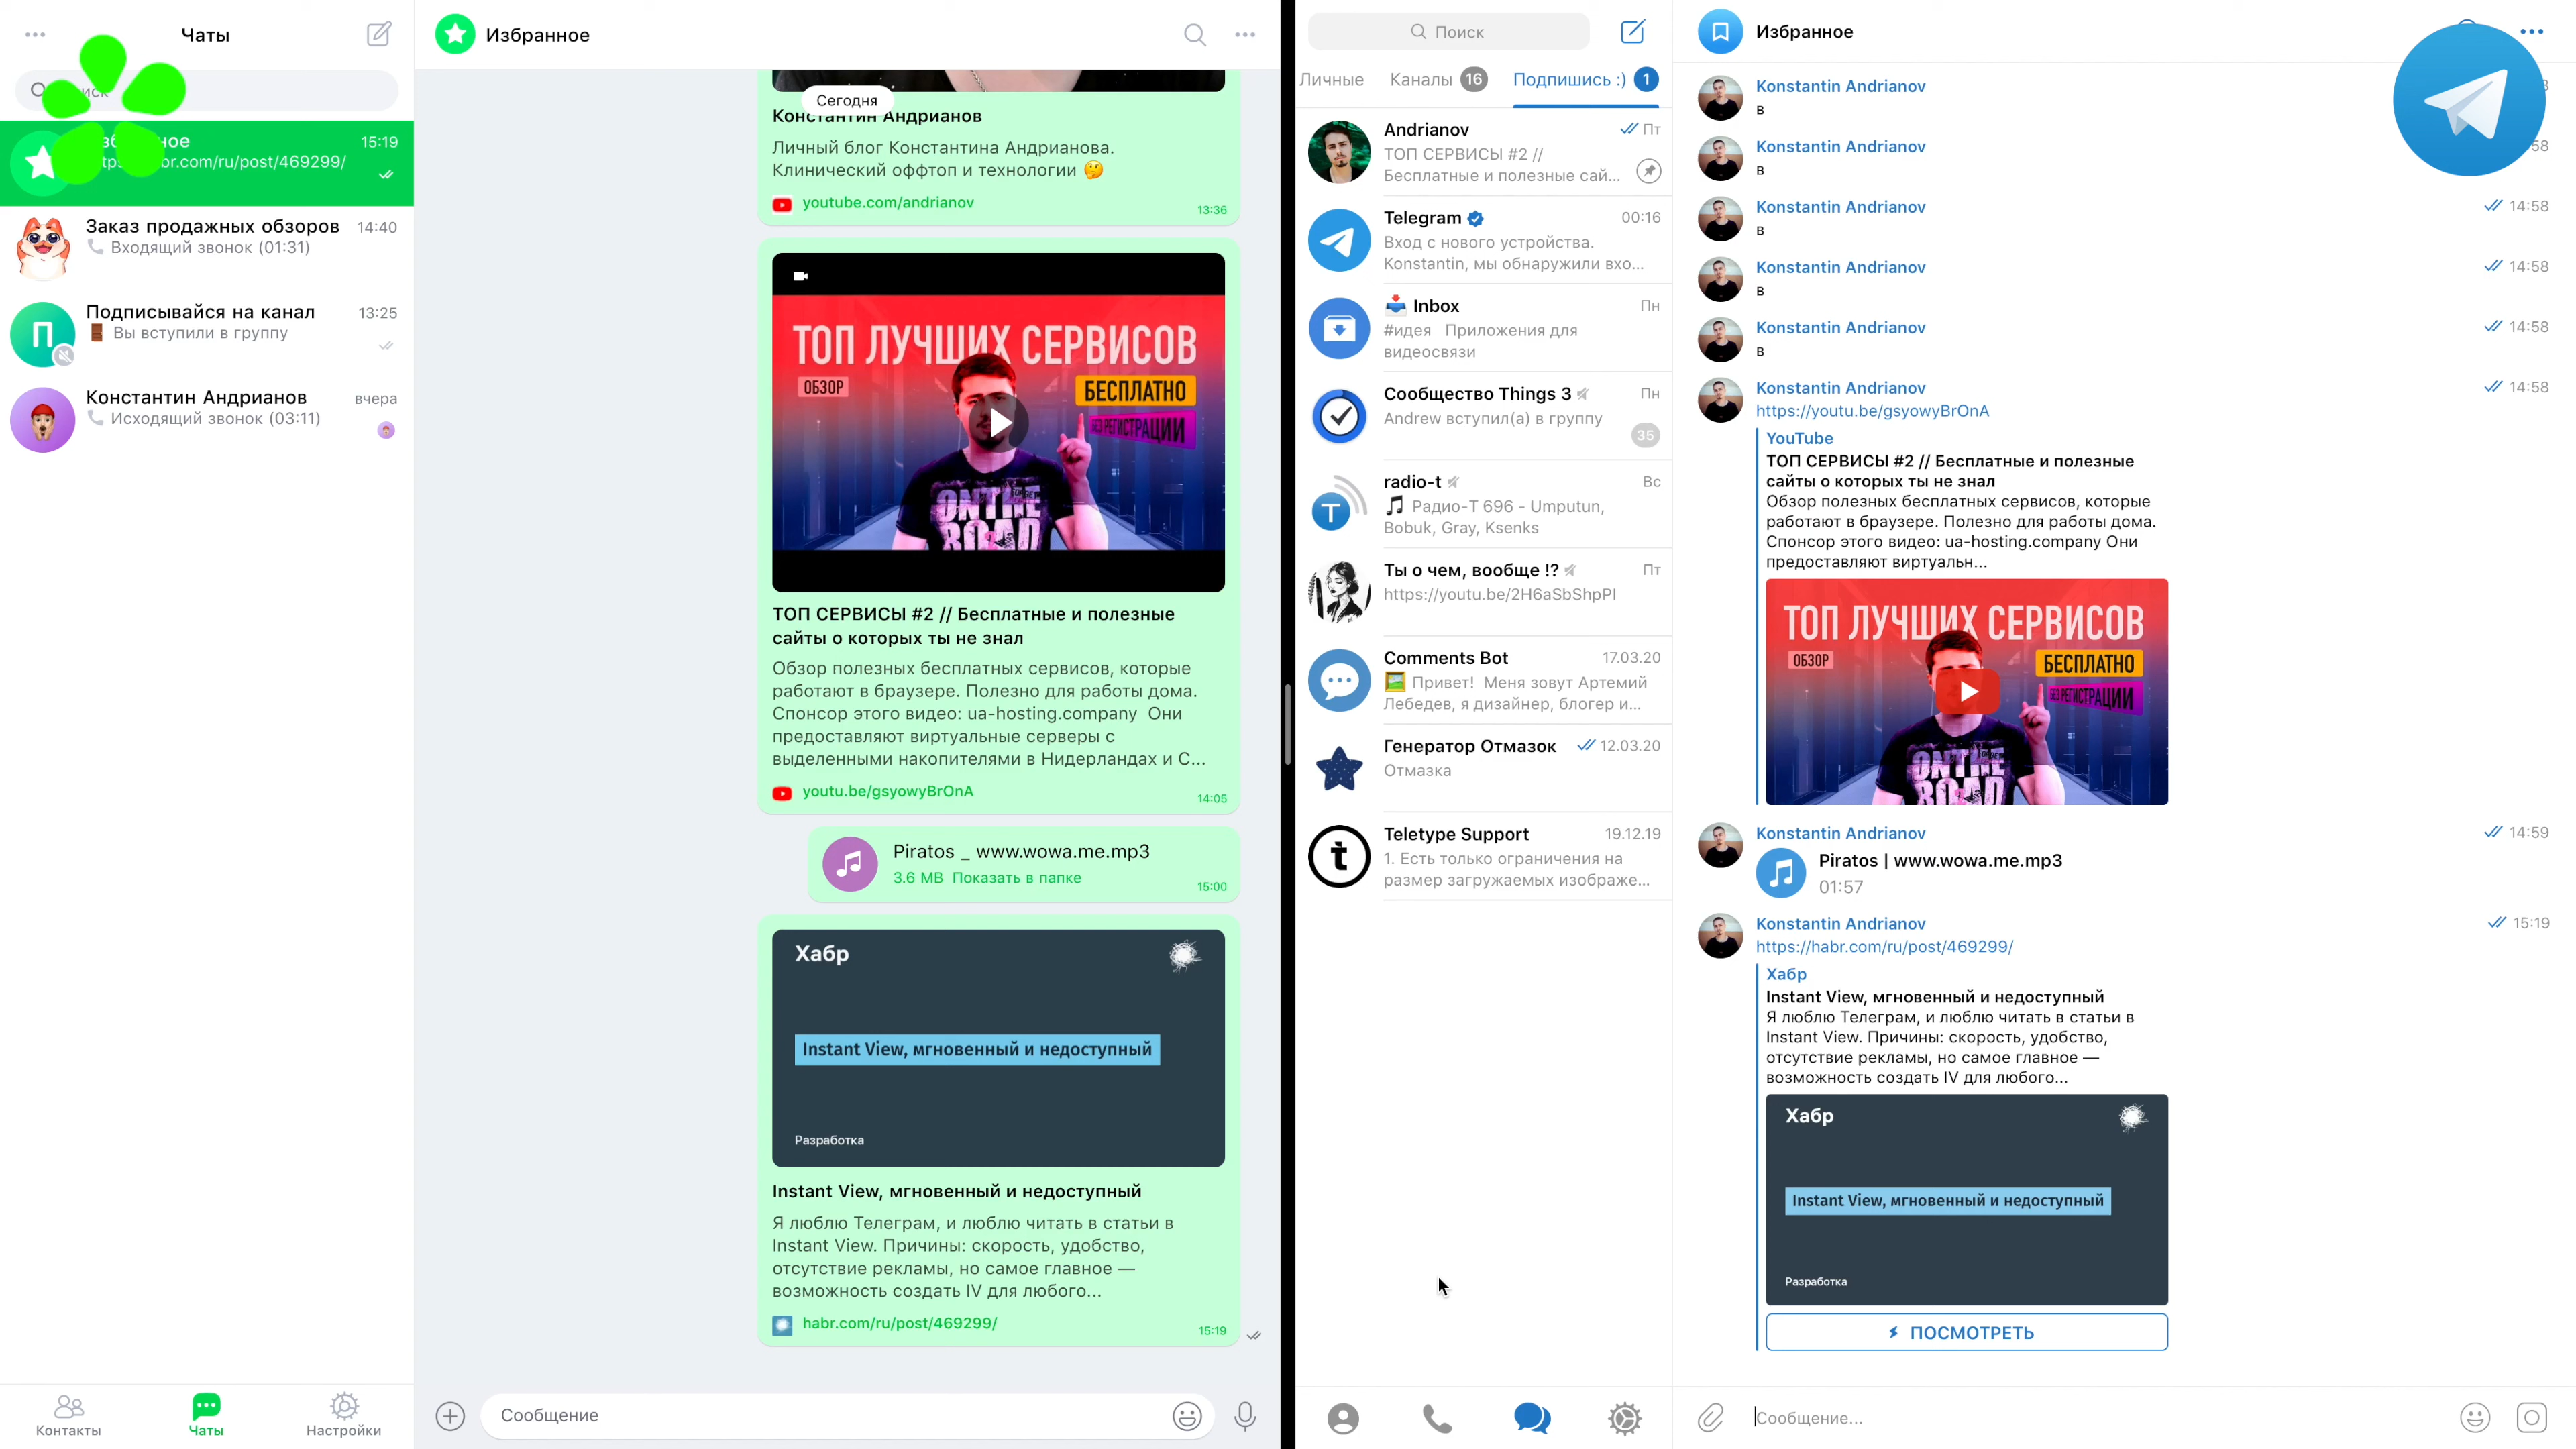 Чаты
Избранное
15:19
br.com/ru/post/469299/
Заказ продажных обзоров
14:40
Входящий звонок (01:31)
Подписывайся на канал
13:25
П
Вы вступили в группу
Константин Андрианов
вчера
Исходящий звонок (03:11)
Контакты
Чаты
Настройки
Сегодня
Константин Андрианов
Личный блог Константина Андрианова.
Клинический оффтоп и технологии 🤔
youtube.com/andrianov
13:36
ТОП ЛУЧШИХ СЕРВИСОВ
ОБЗОР
БЕСПЛАТНО
БЕЗ РЕГИСТРАЦИИ
ON THE
ROAD
ТОП СЕРВИСЫ #2 // Бесплатные и полезные
сайты о которых ты не знал
Обзор полезных бесплатных сервисов, которые
работают в браузере. Полезно для работы дома.
Спонсор этого видео: ua-hosting.company Они
предоставляют виртуальные серверы с
выделенными накопителями в Нидерландах и С...
youtu.be/gsyowyBrOnA
14:05
Piratos _ www.wowa.me.mp3
3.6 MB Показать в папке
15:00
Хабр
Instant View, мгновенный и недоступный
Разработка
Instant View, мгновенный и недоступный
Я люблю Телеграм, и люблю читать в статьи в
Instant View. Причины: скорость, удобство,
отсутствие рекламы, но самое главное —
возможность создать IV для любого...
habr.com/ru/post/469299/
15:19
Сообщение
Поиск
Личные
Каналы 16
Подпишись :) 1
Andrianov
Пт
ТОП СЕРВИСЫ #2 //
Бесплатные и полезные сай...
Telegram
00:16
Вход с нового устройства.
Konstantin, мы обнаружили вхо...
Inbox
Пн
#идея Приложения для
видеосвязи
Сообщество Things 3
Пн
Andrew вступил(а) в группу
35
radio-t
Вс
Радио-Т 696 - Umputun,
Bobuk, Gray, Ksenks
Ты о чем, вообще !?
Пт
https://youtu.be/2H6aSbShpPI
Comments Bot
17.03.20
Привет! Меня зовут Артемий
Лебедев, я дизайнер, блогер и...
Генератор Отмазок
12.03.20
Отмазка
Teletype Support
19.12.19
1. Есть только ограничения на
размер загружаемых изображе...
Избранное
Konstantin Andrianov
в
Konstantin Andrianov
58
в
Konstantin Andrianov
14:58
в
Konstantin Andrianov
14:58
в
Konstantin Andrianov
14:58
в
Konstantin Andrianov
14:58
https://youtu.be/gsyowyBrOnA
YouTube
ТОП СЕРВИСЫ #2 // Бесплатные и полезные
сайты о которых ты не знал
Обзор полезных бесплатных сервисов, которые
работают в браузере. Полезно для работы дома.
Спонсор этого видео: ua-hosting.company Они
предоставляют виртуальн...
ТОП ЛУЧШИХ СЕРВИСОВ
ОБЗОР
БЕСПЛАТНО
БЕЗ РЕГИСТРАЦИИ
ON THE
ROAD
Konstantin Andrianov
14:59
Piratos | www.wowa.me.mp3
01:57
Konstantin Andrianov
15:19
https://habr.com/ru/post/469299/
Хабр
Instant View, мгновенный и недоступный
Я люблю Телеграм, и люблю читать в статьи в
Instant View. Причины: скорость, удобство,
отсутствие рекламы, но самое главное —
возможность создать IV для любого...
Хабр
Instant View, мгновенный и недоступный
Разработка
ПОСМОТРЕТЬ
Сообщение...